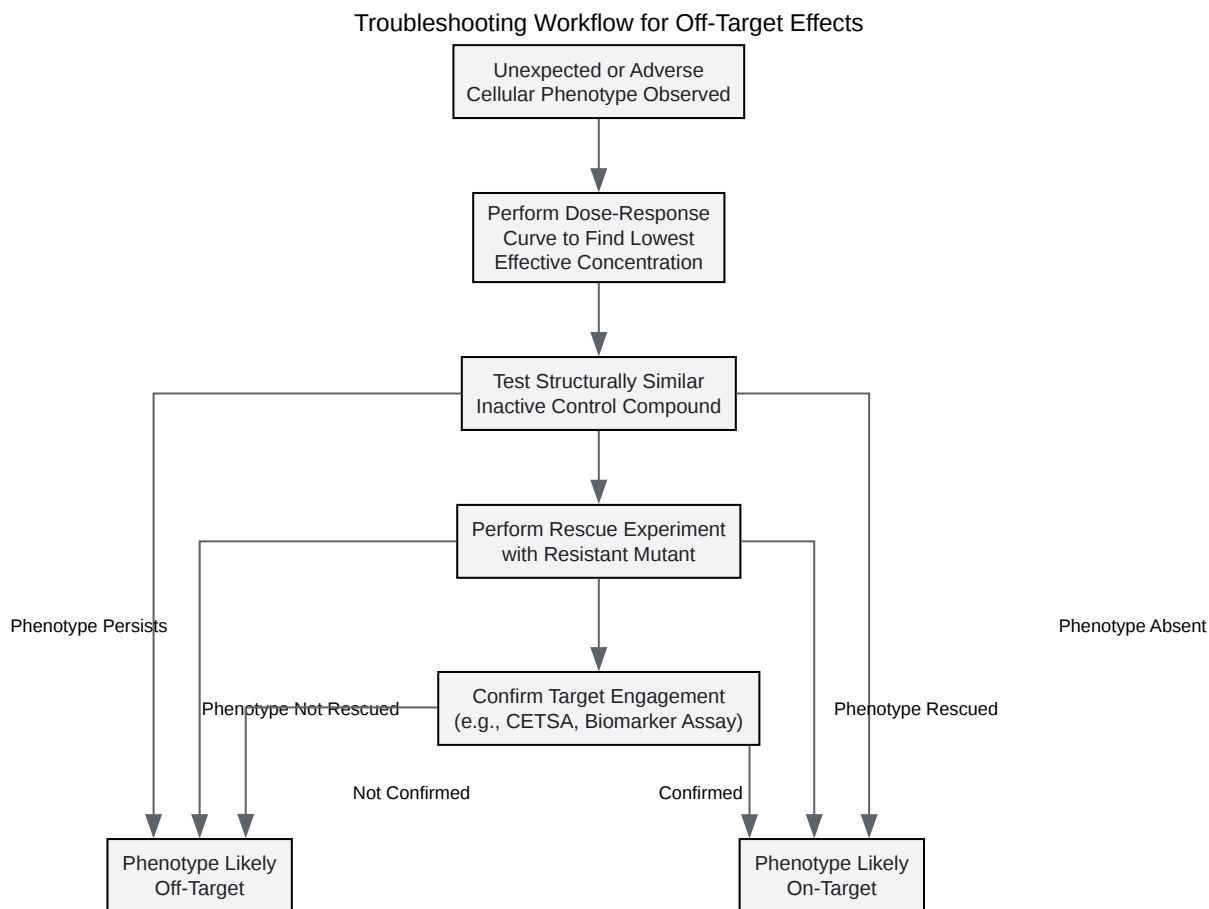 Troubleshooting Workflow for Off-Target Effects
Unexpected or Adverse
Cellular Phenotype Observed
Perform Dose-Response
Curve to Find Lowest
Effective Concentration
Test Structurally Similar
Inactive Control Compound
Perform Rescue Experiment
with Resistant Mutant
Phenotype Persists
Phenotype Absent
Confirm Target Engagement
(e.g., CETSA, Biomarker Assay)
Phenotype Not Rescued
Phenotype Rescued
Not Confirmed
Confirmed
Phenotype Likely
Off-Target
Phenotype Likely
On-Target